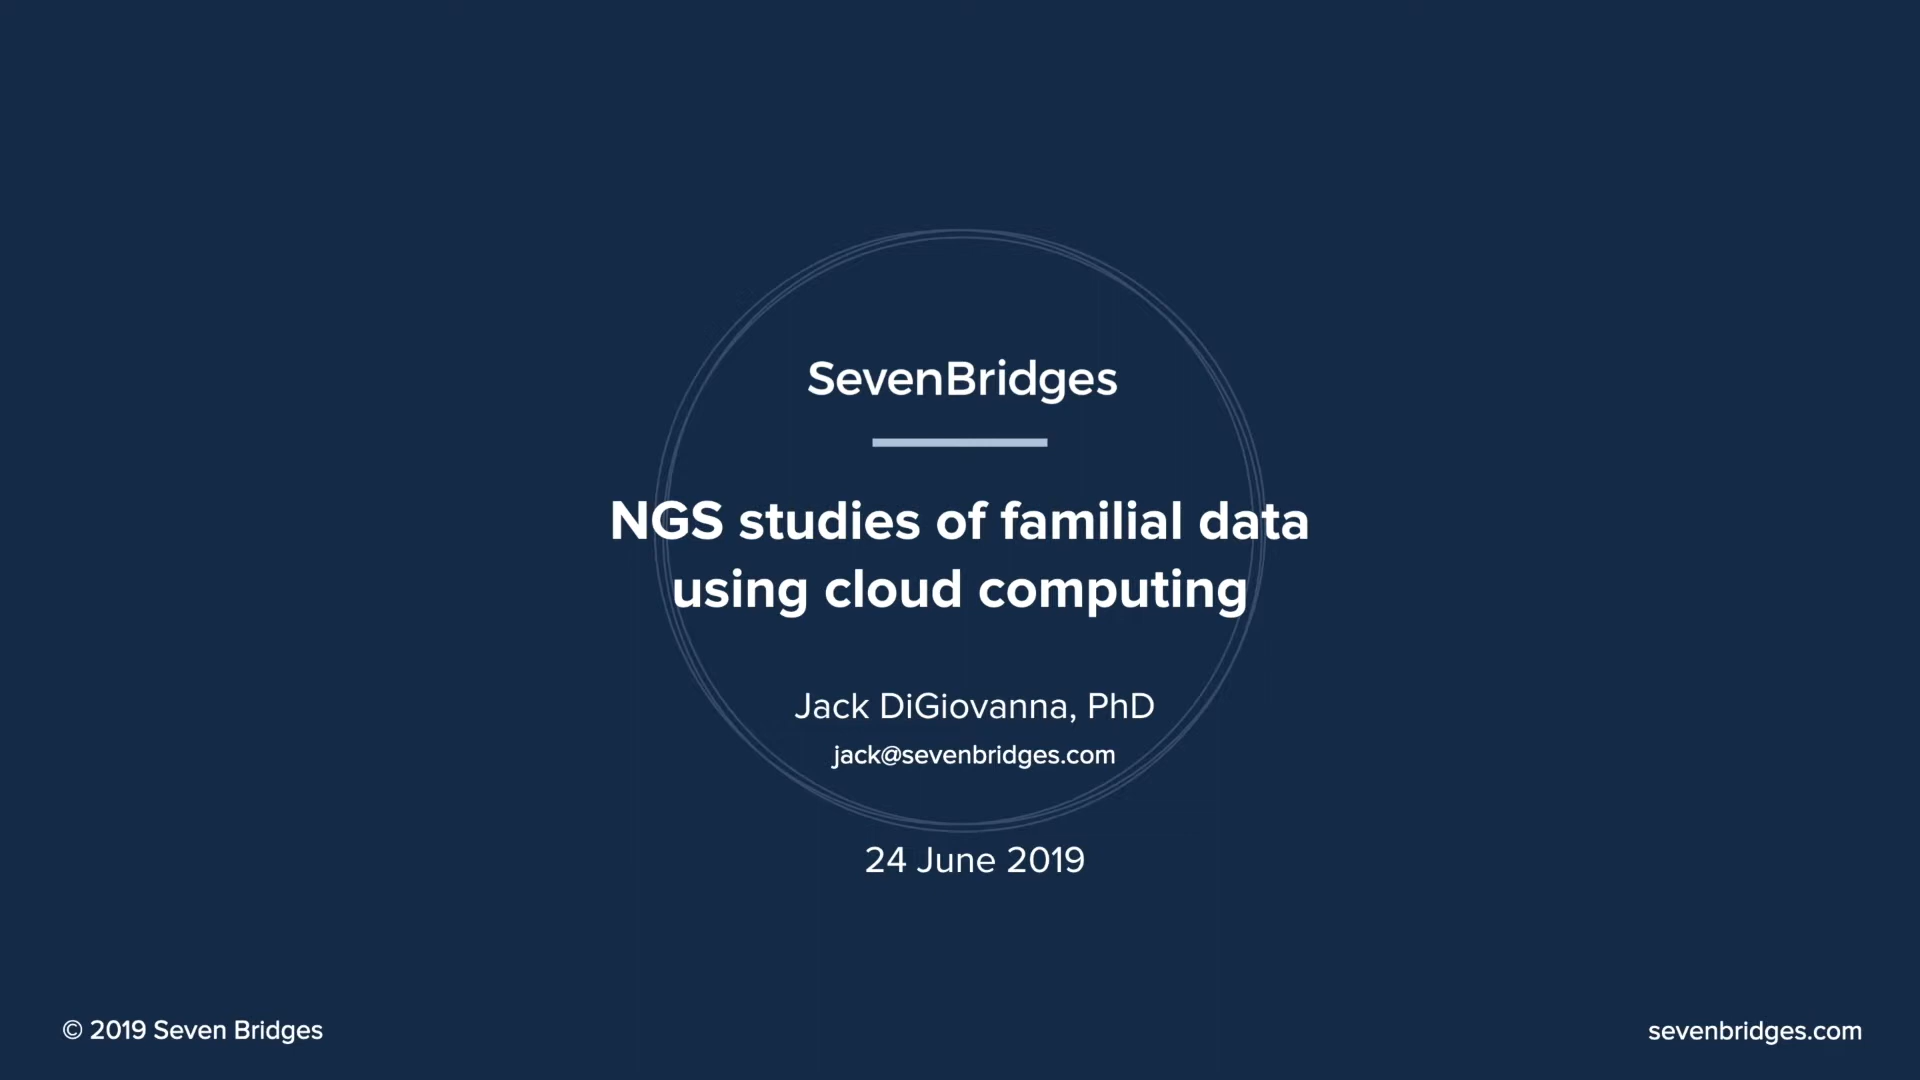 SevenBridges
NGS studies of familial data
using cloud computing
Jack DiGiovanna, PhD
jack@sevenbridges.com
24 June 2019
© 2019 Seven Bridges
sevenbridges.com